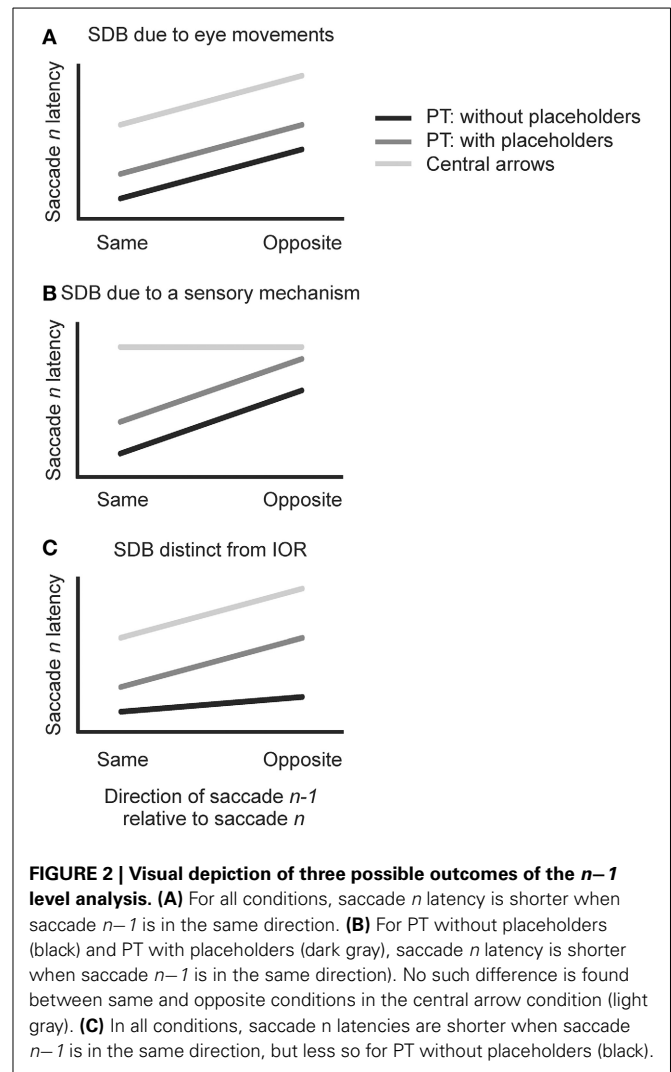 A SDB due to eye movements
Saccade n latency
Same Opposite
PT: without placeholders
PT: with placeholders
Central arrows
B SDB due to a sensory mechanism
Saccade n latency
Same Opposite
C SDB distinct from IOR
Saccade n latency
Same Opposite
Direction of saccade n-1
relative to saccade n
FIGURE 2 | Visual depiction of three possible outcomes of the n−1
level analysis. (A) For all conditions, saccade n latency is shorter when
saccade n−1 is in the same direction. (B) For PT without placeholders
(black) and PT with placeholders (dark gray), saccade n latency is shorter
when saccade n−1 is in the same direction). No such difference is found
between same and opposite conditions in the central arrow condition (light
gray). (C) In all conditions, saccade n latencies are shorter when saccade
n−1 is in the same direction, but less so for PT without placeholders (black).